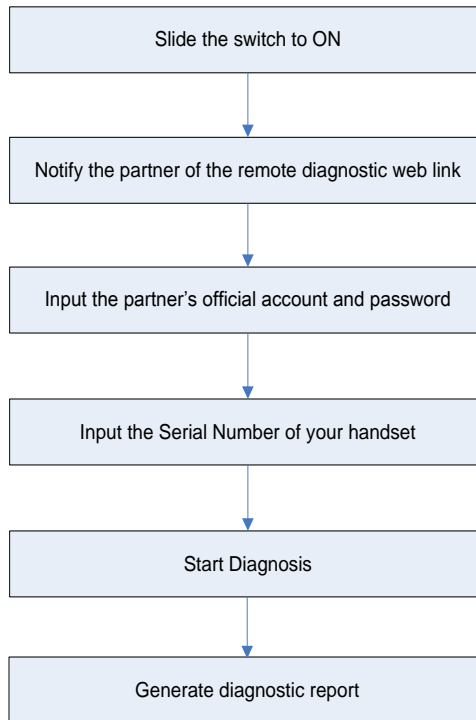 Slide the switch to ON
Notify the partner of the remote diagnostic web link
Input the partner's official account and password
Input the Serial Number of your handset
Start Diagnosis
Generate diagnostic report